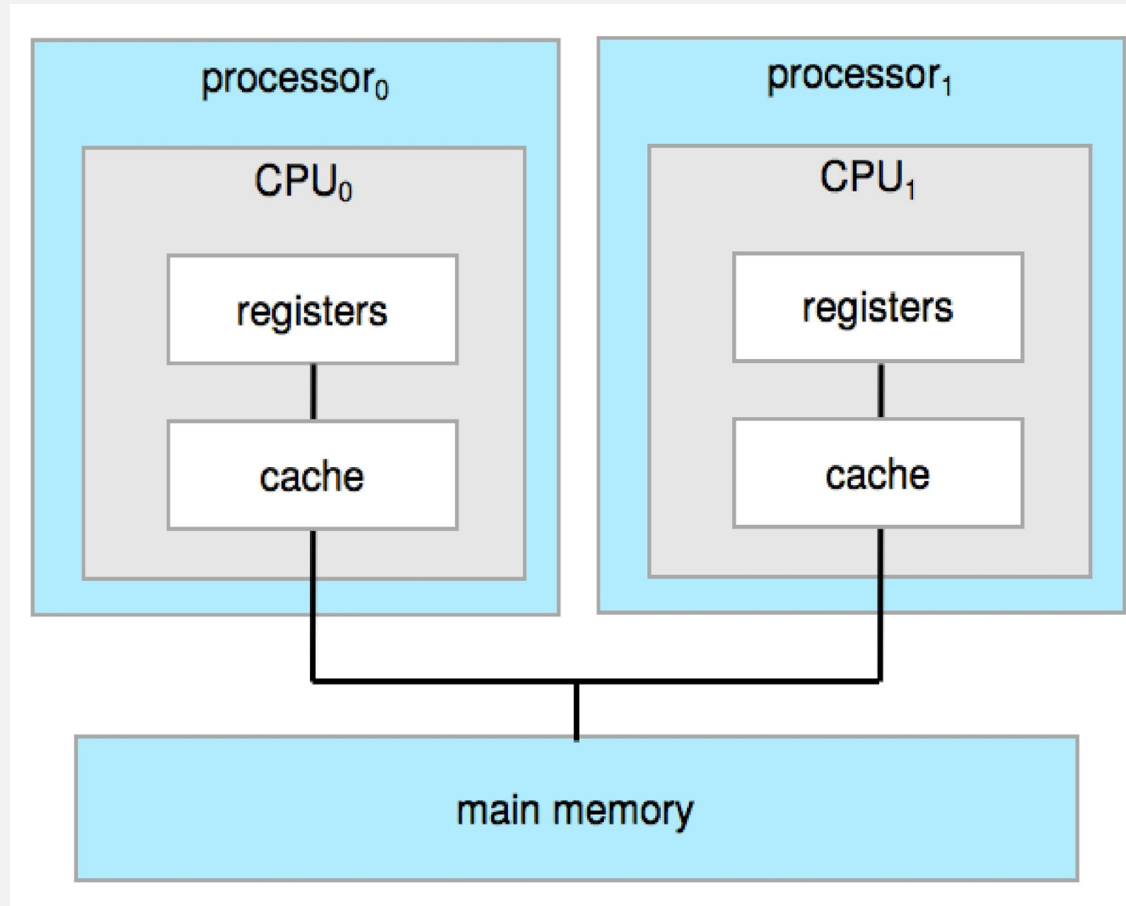 processor₀
CPU₀
registers
cache
processor₁
CPU₁
registers
cache
main memory